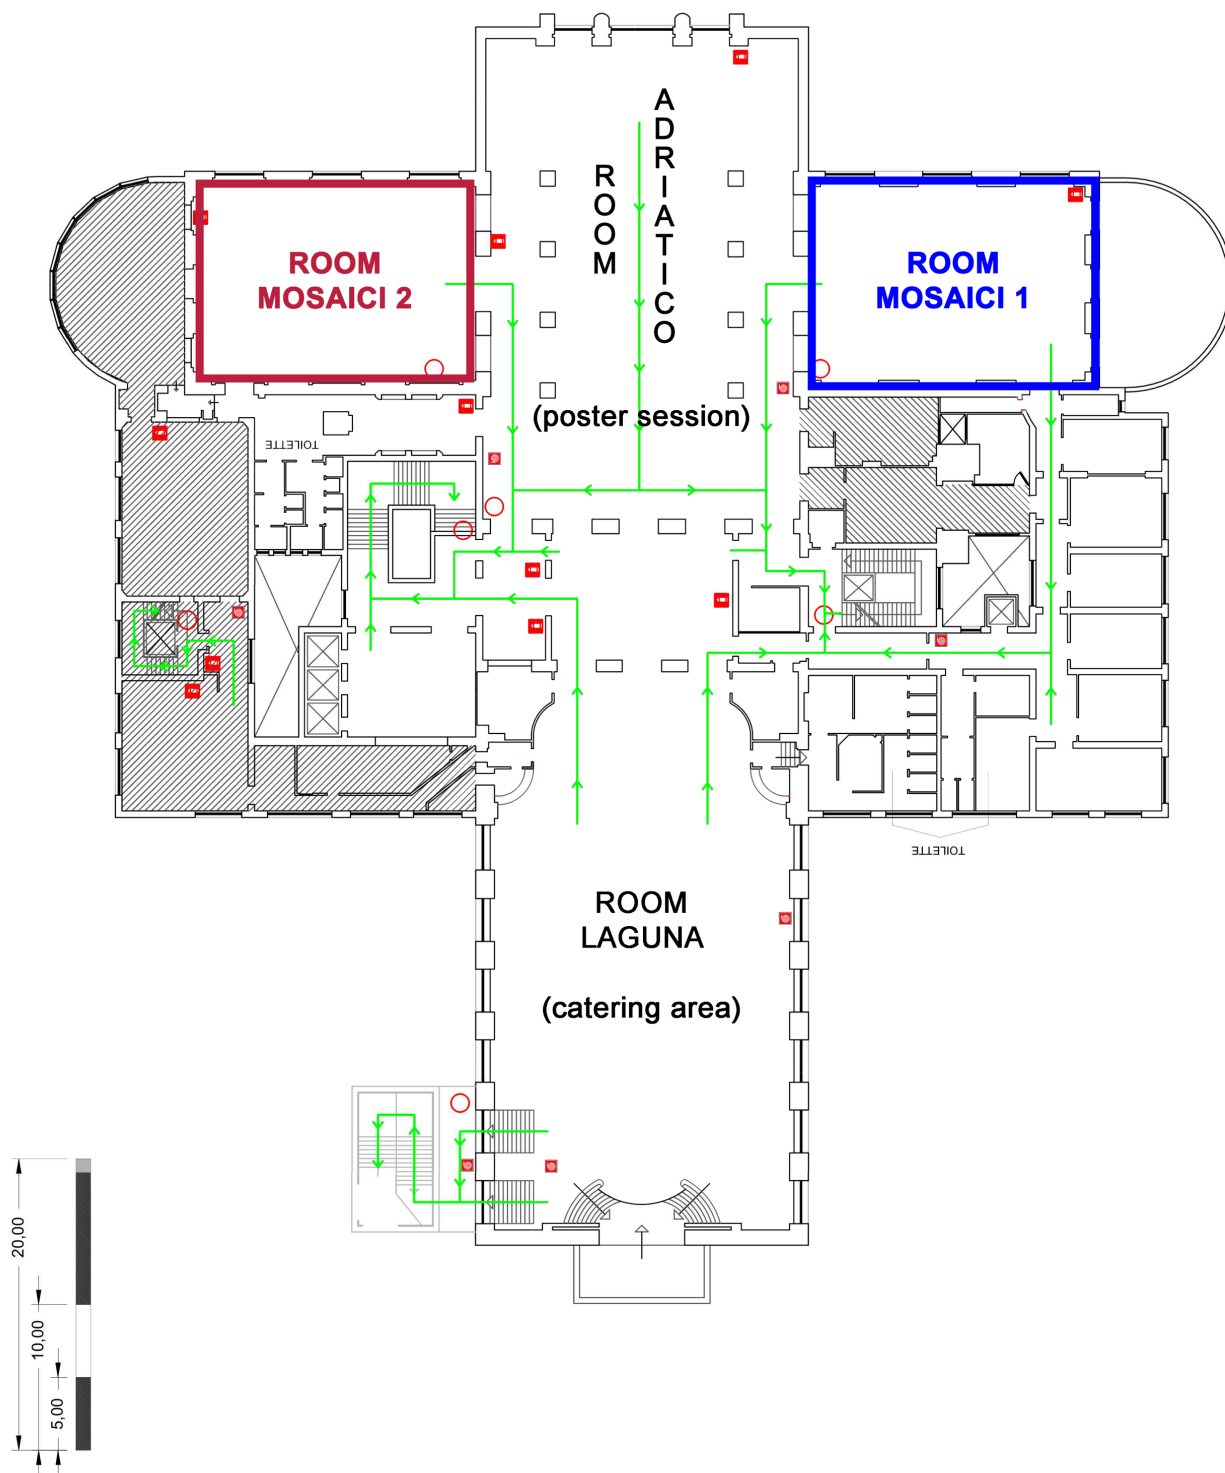 ROOM
ADRIATICO
ROOM
MOSAICI 2
ROOM
MOSAICI 1
(poster session)
TOILETTE
TOILETTE
ROOM
LAGUNA
(catering area)
20,00
10,00
5,00